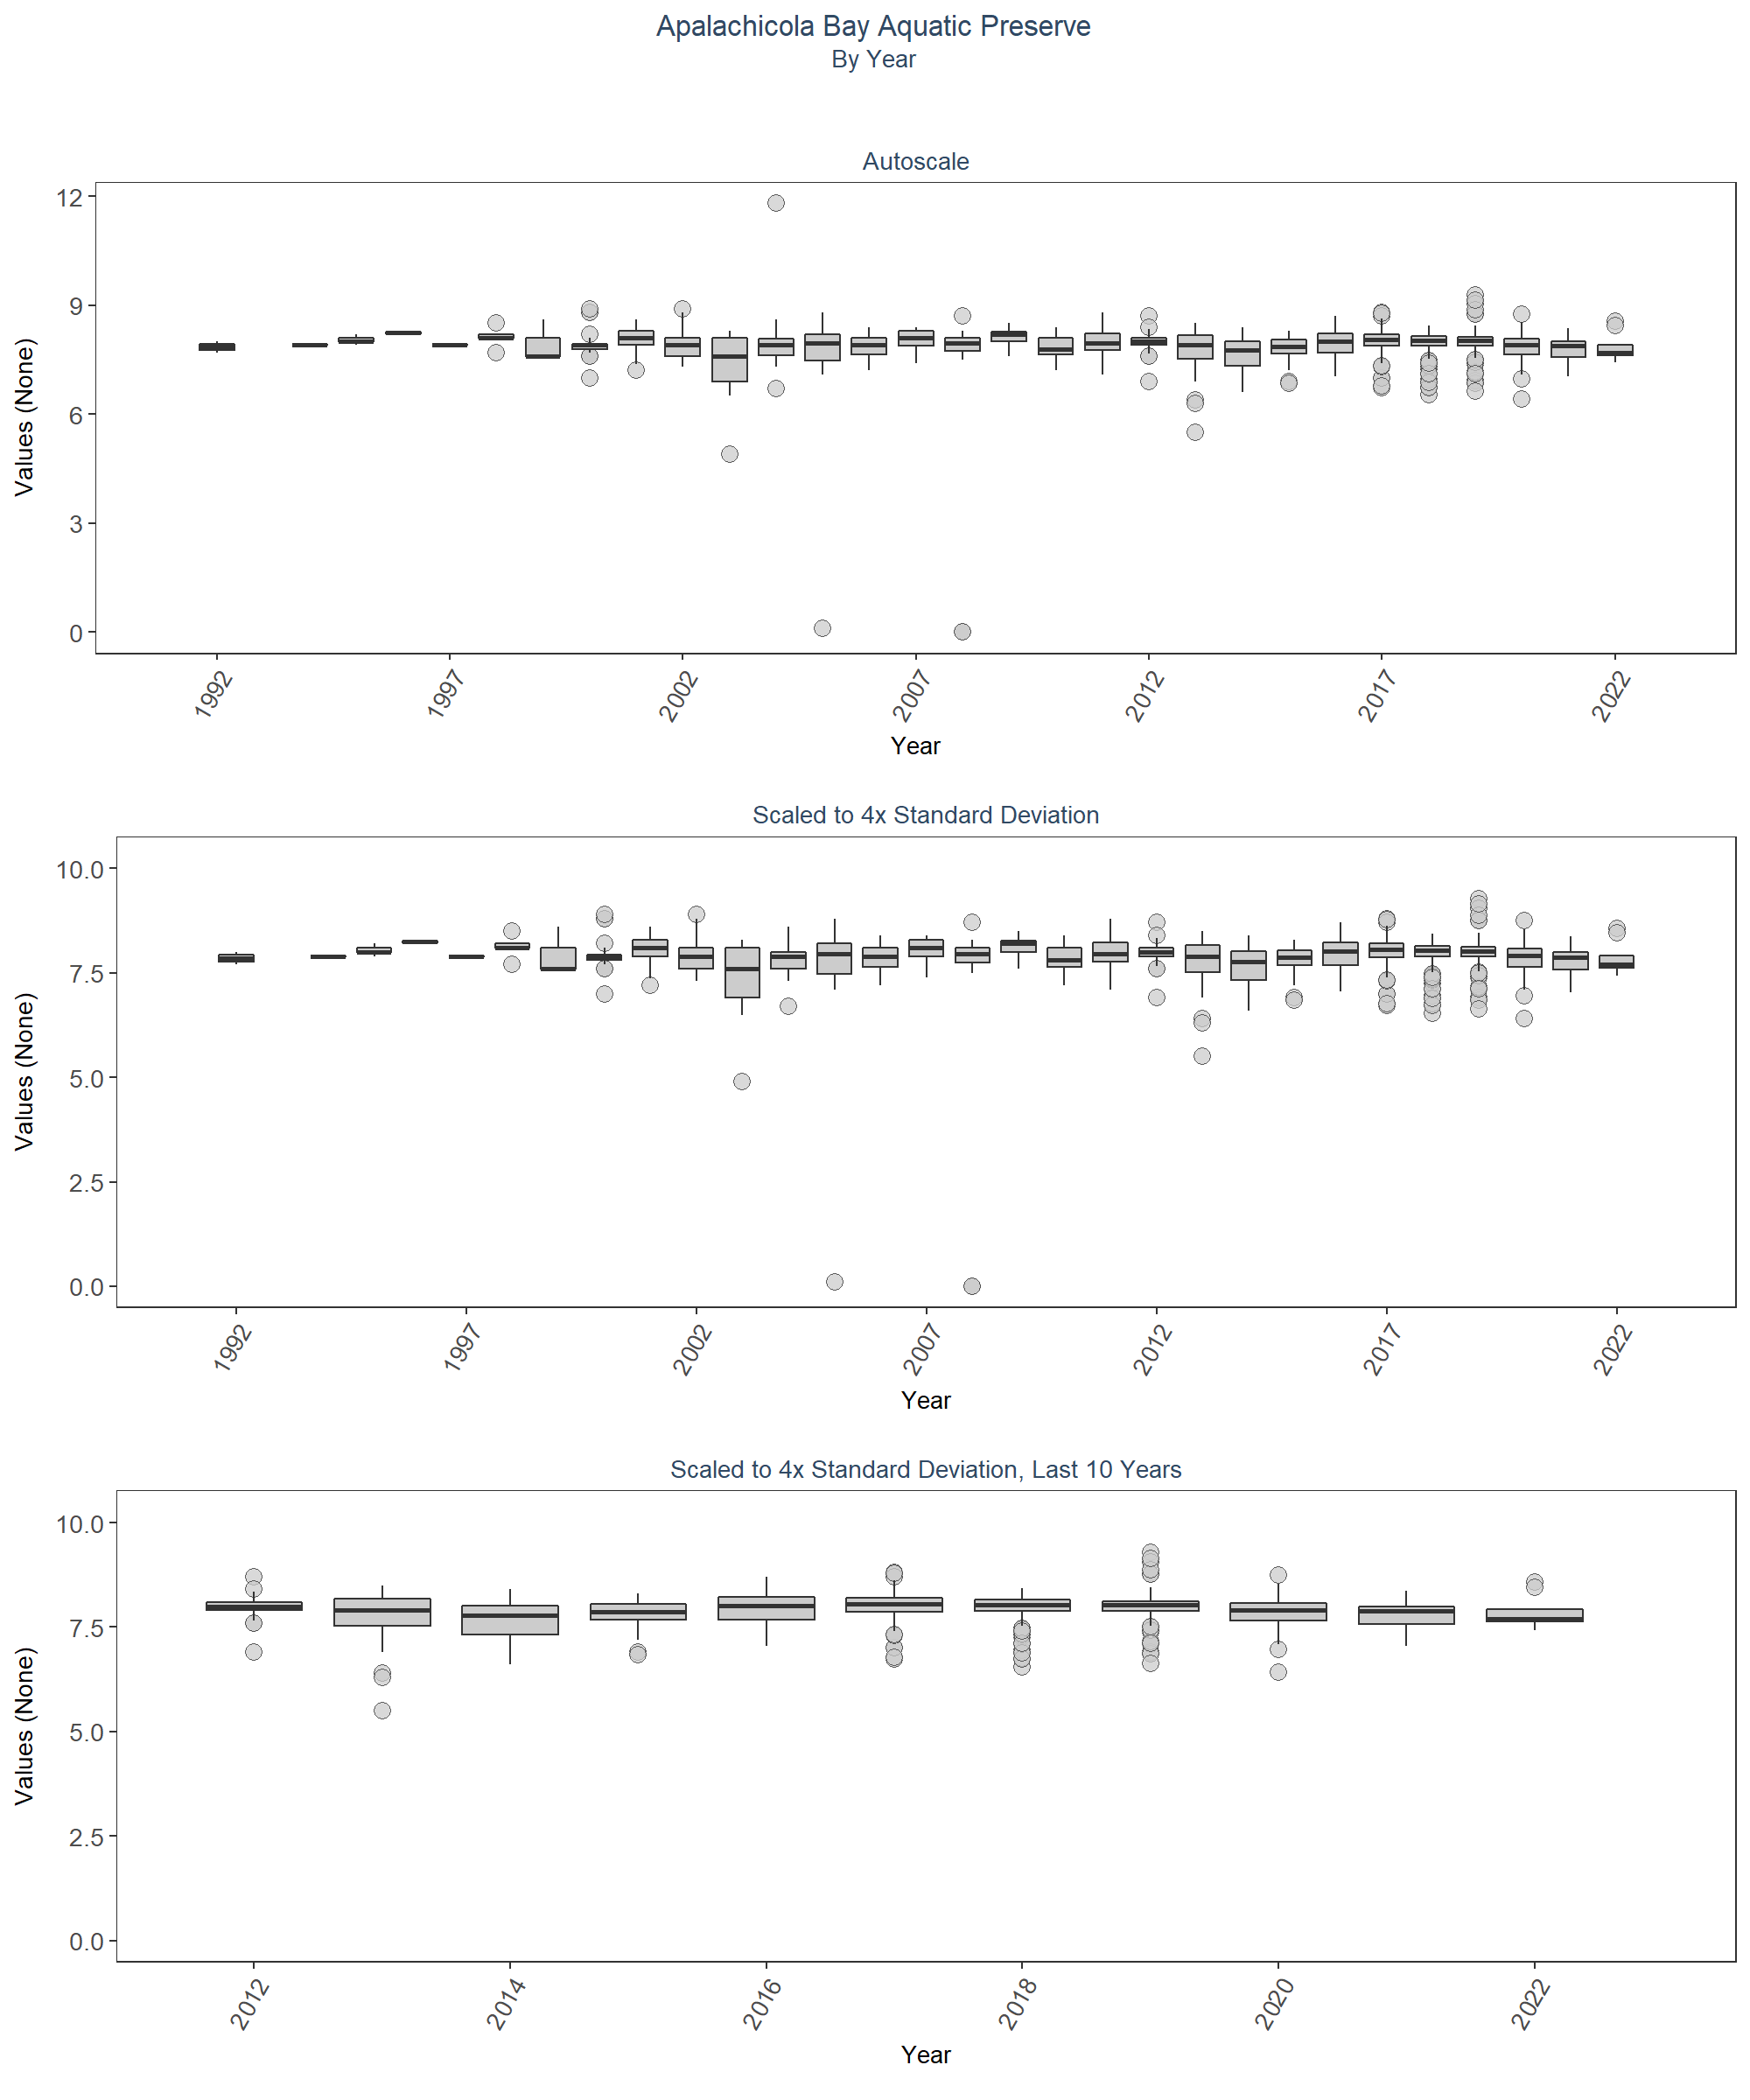 Apalachicola Bay Aquatic Preserve
By Year
Autoscale
Values (None)
12
9
6
3
0
1992 1997 2002 2007 2012 2017 2022
Year
Scaled to 4x Standard Deviation
Values (None)
10.0
7.5
5.0
2.5
0.0
1992 1997 2002 2007 2012 2017 2022
Year
Scaled to 4x Standard Deviation, Last 10 Years
Values (None)
10.0
7.5
5.0
2.5
0.0
2012 2014 2016 2018 2020 2022
Year